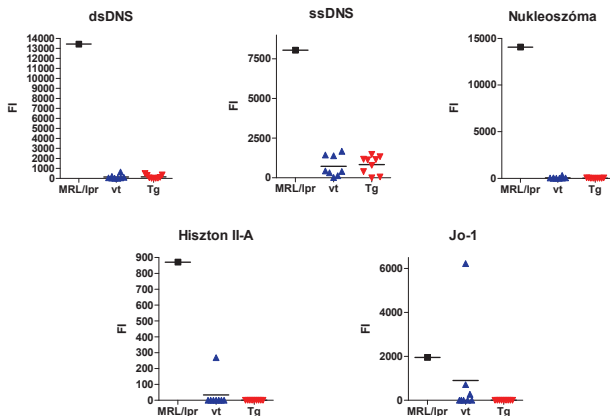 dsDNS
14000
13000
12000
11000
10000
9000
8000
7000
6000
5000
4000
3000
2000
1000
0
FI
MRL/lpr vt Tg
ssDNS
7500
5000
2500
0
FI
MRL/lpr vt Tg
Nukleoszóma
15000
10000
5000
0
FI
MRL/lpr vt Tg
Hiszton II-A
900
800
700
600
500
400
300
200
100
0
FI
MRL/lpr vt Tg
Jo-1
6000
4000
2000
0
FI
MRL/lpr vt Tg